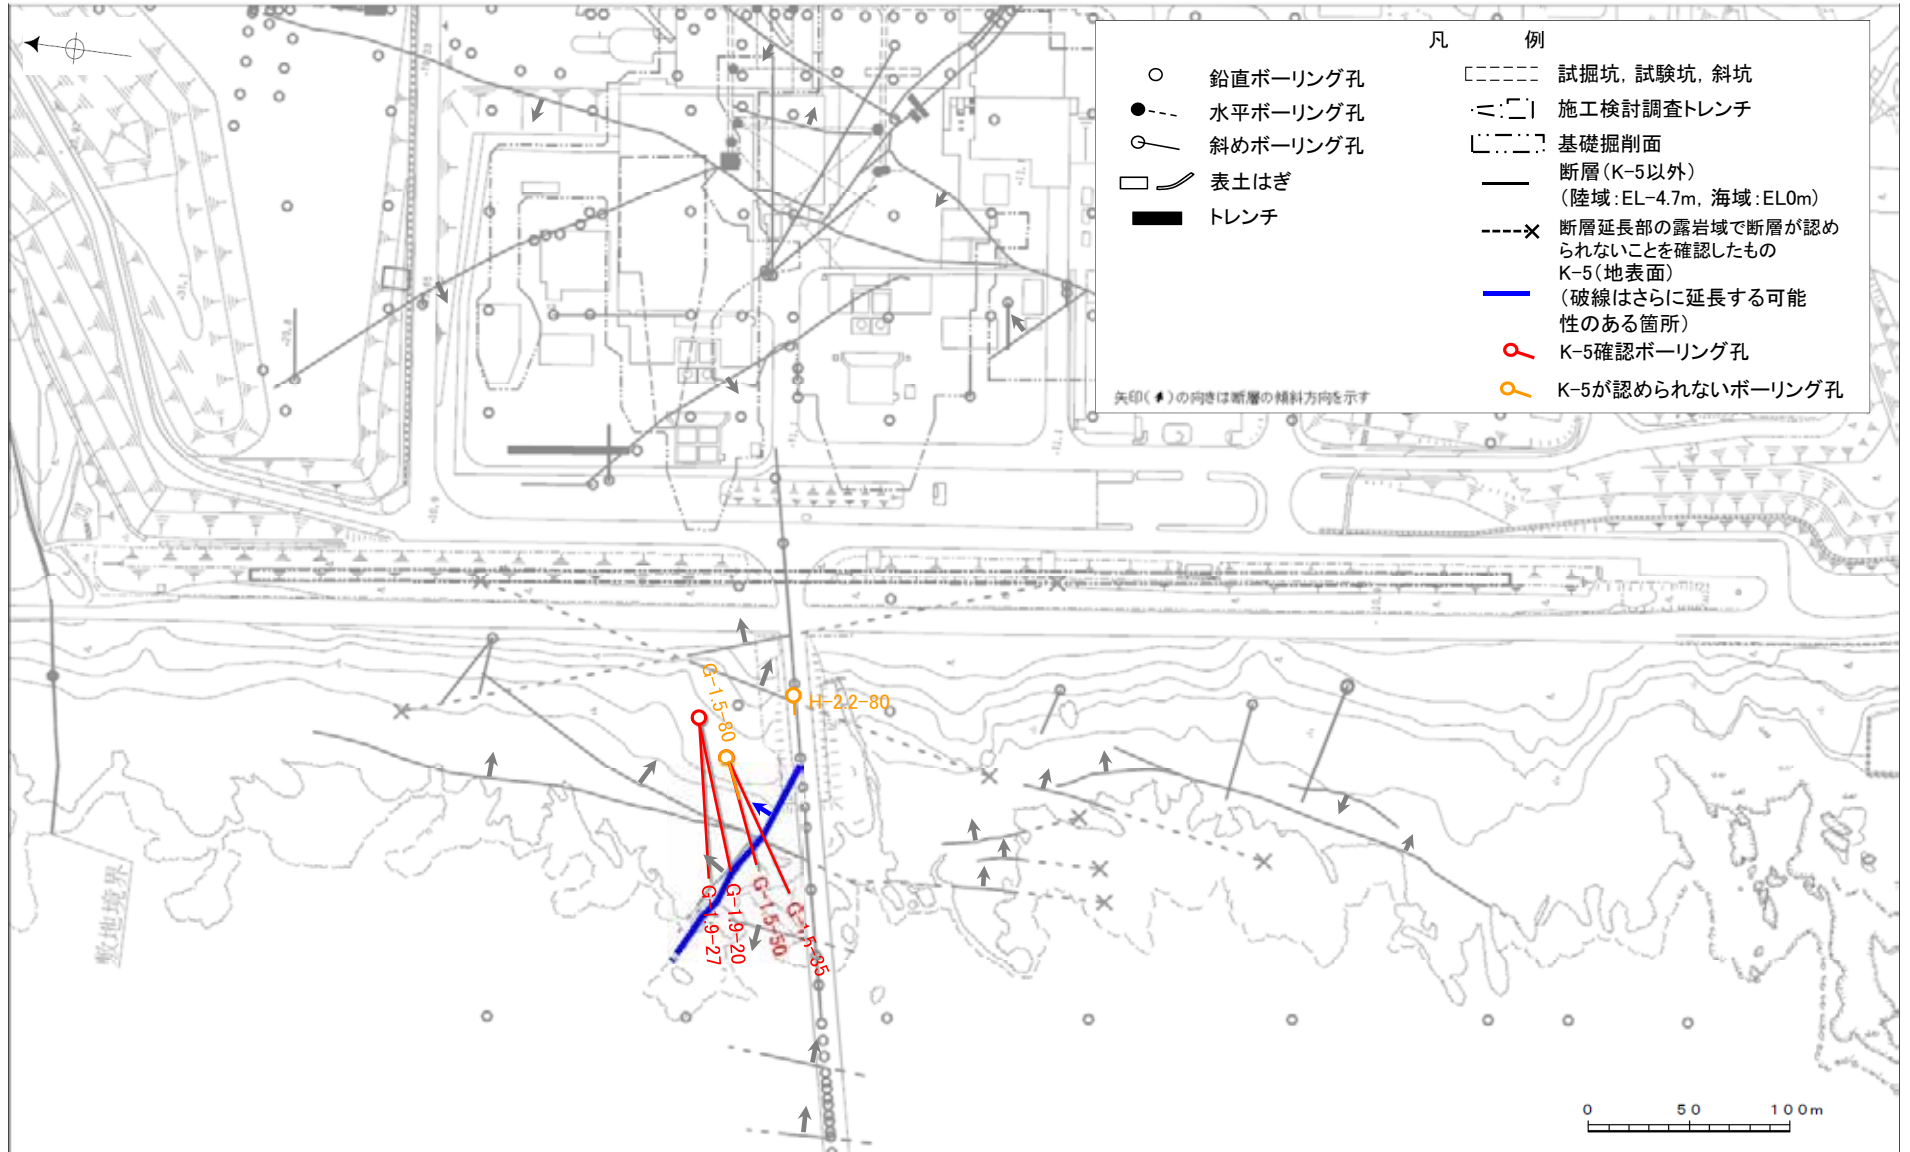 凡　例
鉛直ボーリング孔
水平ボーリング孔
斜めボーリング孔
表土はぎ
トレンチ
試掘坑, 試験坑, 斜坑
施工検討調査トレンチ
基礎掘削面
断層(K-5以外)
(陸域:EL-4.7m, 海域:EL0m)
断層延長部の露岩域で断層が認め
られないことを確認したもの
K-5(地表面)
(破線はさらに延長する可能
性のある箇所)
K-5確認ボーリング孔
K-5が認められないボーリング孔
矢印( )の向きは断層の傾斜方向を示す
G-1.5-80
H-2.2-80
G-1.9-27
G-1.9-20
G-1.5-50
G-1.5-35
敷地境界
0 50 100m